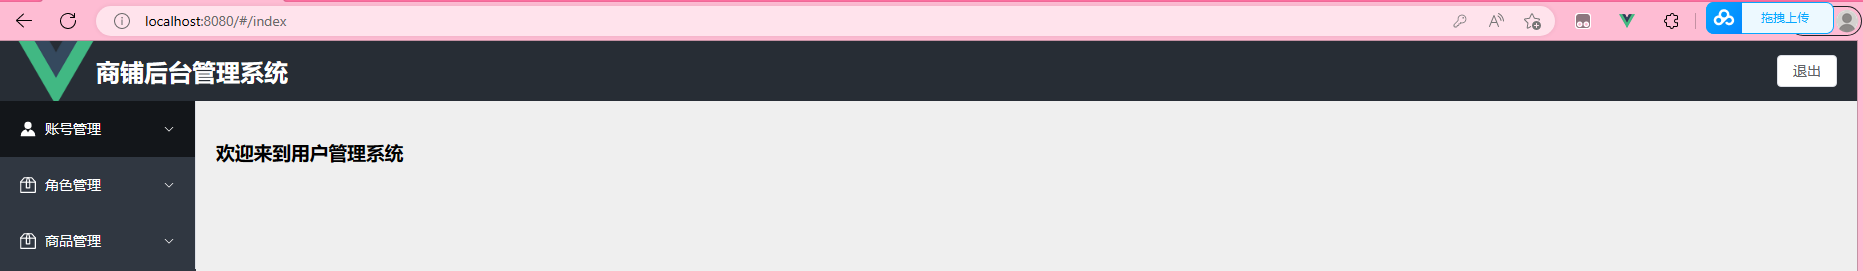 localhost:8080/#/index
拖拽上传
商铺后台管理系统
退出
账号管理
欢迎来到用户管理系统
角色管理
商品管理